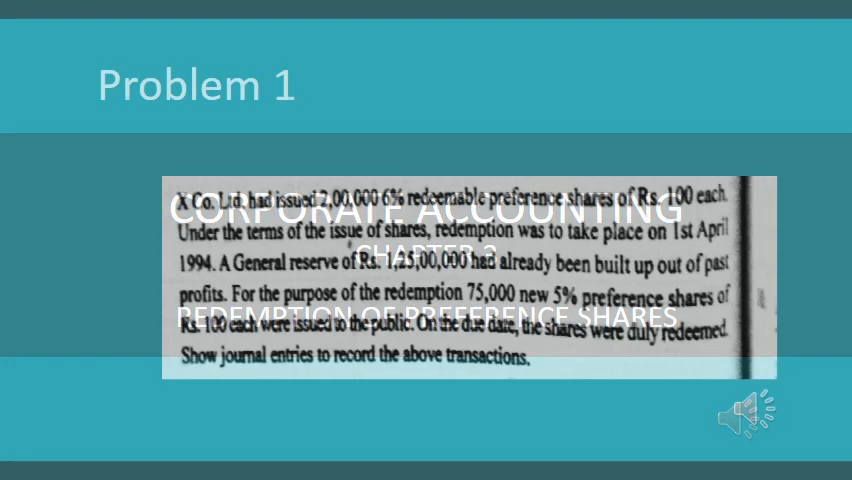 Problem 1
X Co. Ltd. had issued 2,00,000 6% redeemable preference shares of Rs. 100 each.
CORPORATE ACCOUNTING
Under the terms of the issue of shares, redemption was to take place on 1st April
CHAPTER 2
1994. A General reserve of Rs. 1,25,00,000 had already been built up out of past
profits. For the purpose of the redemption 75,000 new 5% preference shares of
REDEMPTION OF PREFERENCE SHARES
Rs. 100 each were issued to the public. On the due date, the shares were duly redeemed.
Show journal entries to record the above transactions.